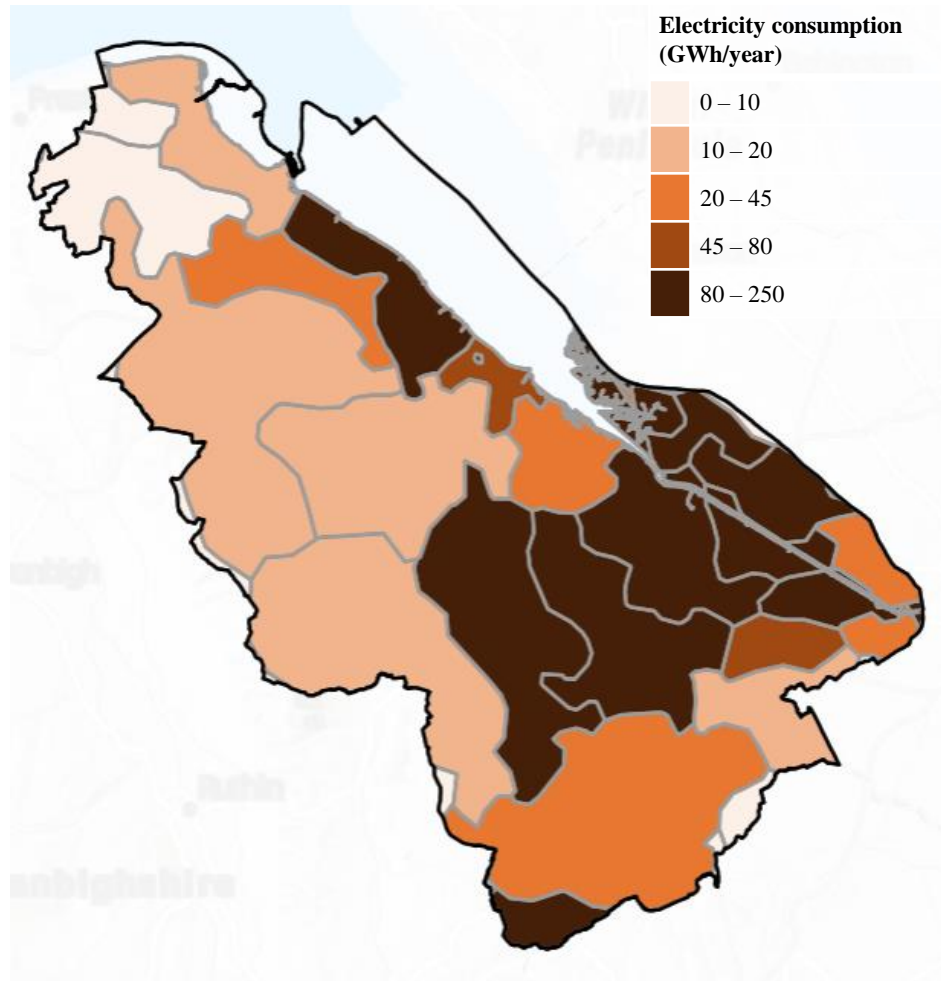 Electricity consumption
(GWh/year)
0 – 10
10 – 20
20 – 45
45 – 80
80 – 250
Ruthin